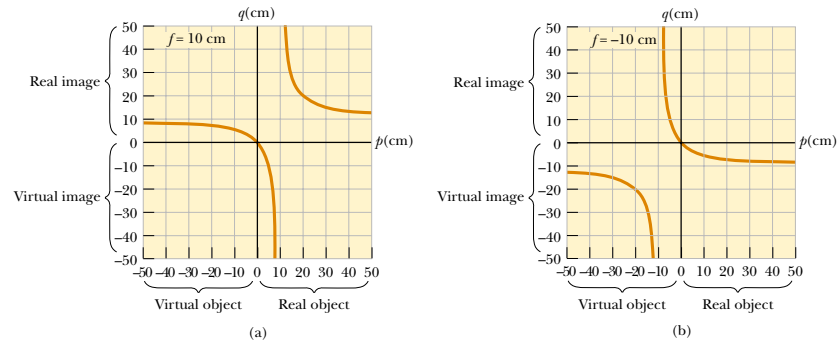 q(cm)
f = 10 cm
50
40
30
20
10
0
–10
–20
–30
–40
–50
Real image
Virtual image
p(cm)
–50 –40 –30 –20 –10 0 10 20 30 40 50
Virtual object
Real object
(a)
q(cm)
f = –10 cm
50
40
30
20
10
0
–10
–20
–30
–40
–50
Real image
Virtual image
p(cm)
–50 –40 –30 –20 –10 0 10 20 30 40 50
Virtual object
Real object
(b)